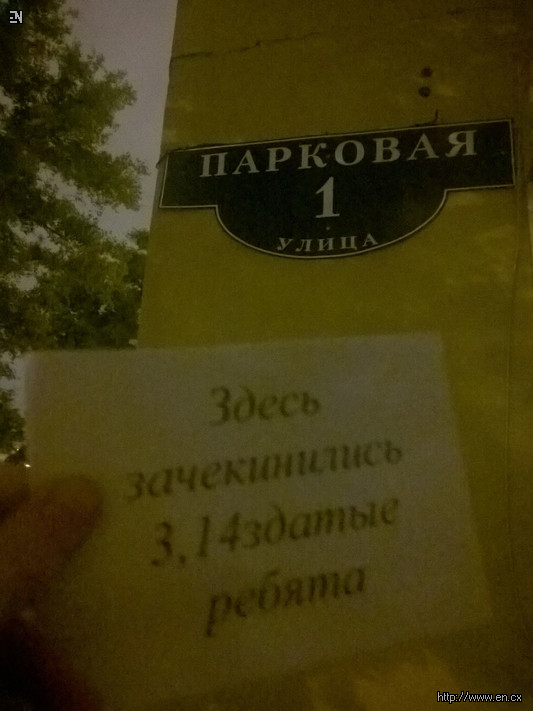 EN
ПАРКОВАЯ
1
УЛИЦА
Здесь
зачекинились
3,14здатые
ребята
http://www.en.cx